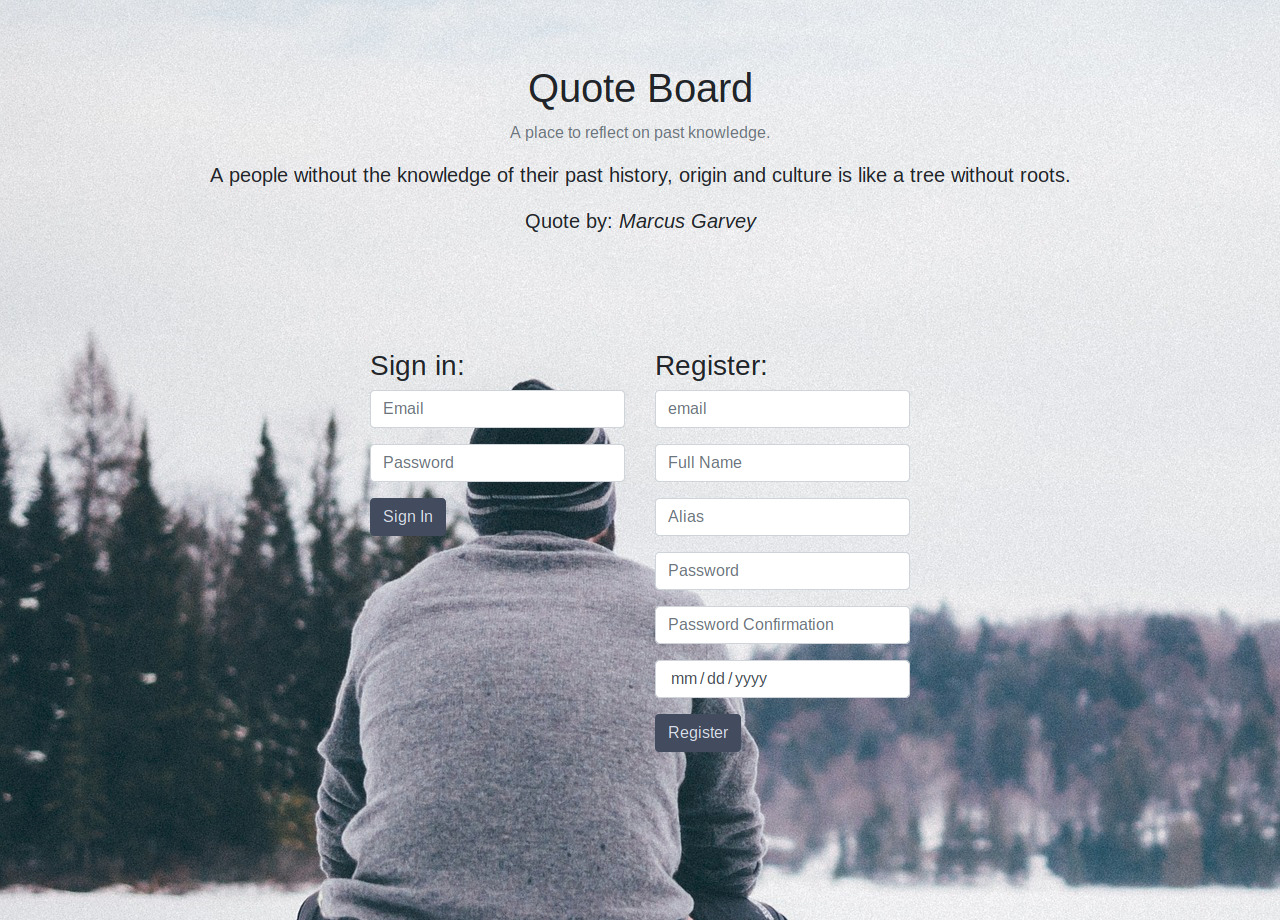 Quote Board
A place to reflect on past knowledge.
A people without the knowledge of their past history, origin and culture is like a tree without roots.
Quote by: Marcus Garvey
Sign in:
Email
Password
Sign In
Register:
email
Full Name
Alias
Password
Password Confirmation
mm/dd/yyyy
Register